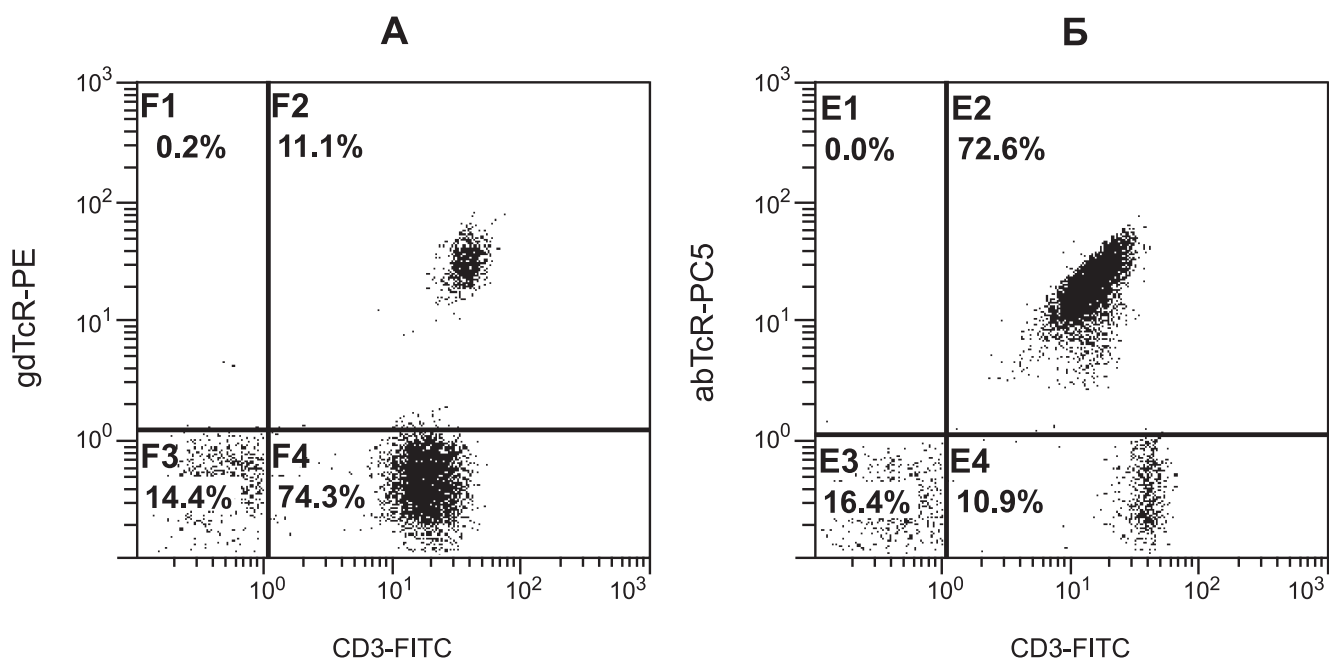 А
10³
F1
F2
0.2%
11.1%
10²
gdTcR-PE
10¹
10⁰
F3
F4
14.4%
74.3%
10⁰
10¹
10²
10³
CD3-FITC
Б
10³
E1
E2
0.0%
72.6%
10²
abTcR-PC5
10¹
10⁰
E3
E4
16.4%
10.9%
10⁰
10¹
10²
10³
CD3-FITC